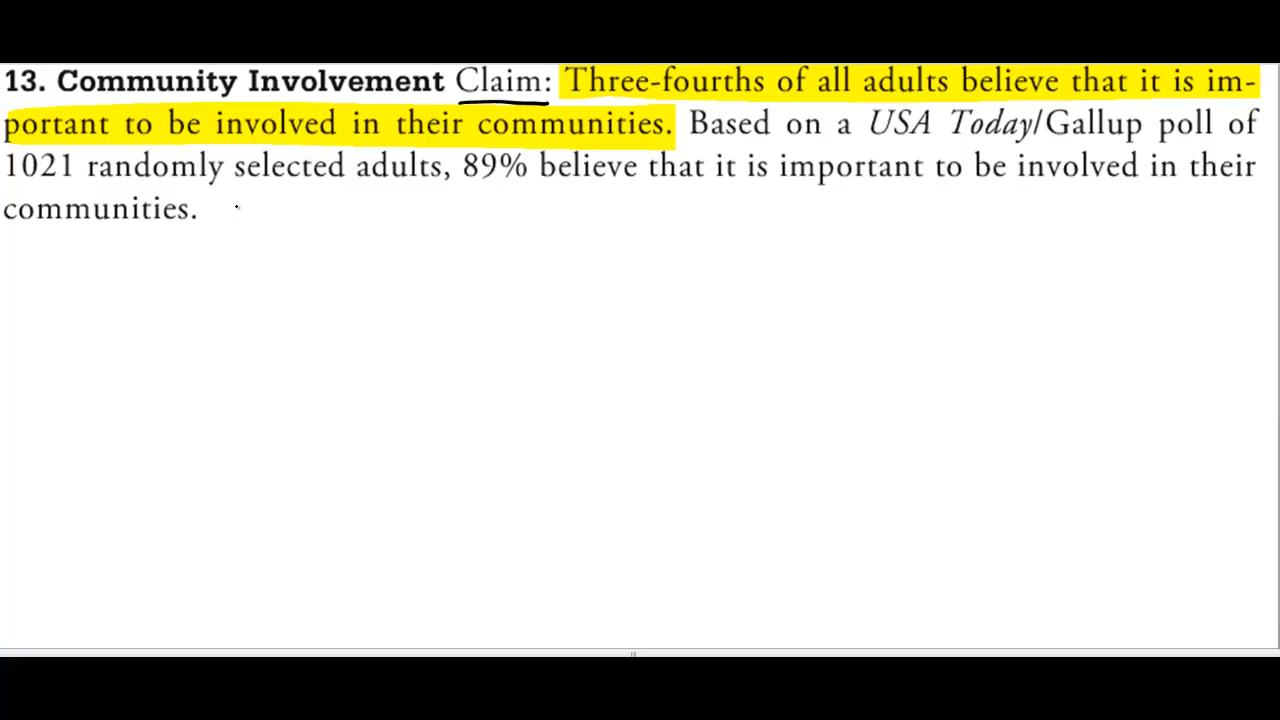 13. Community Involvement Claim: Three-fourths of all adults believe that it is im-
portant to be involved in their communities. Based on a USA Today/Gallup poll of
1021 randomly selected adults, 89% believe that it is important to be involved in their
communities.